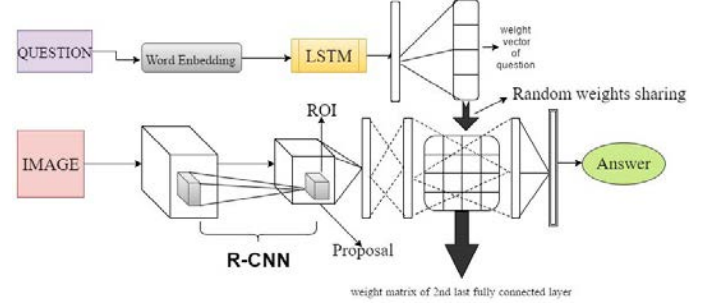 QUESTION
Word Enbedding
LSTM
weight
vector
of
question
Random weights sharing
ROI
IMAGE
Answer
Proposal
R-CNN
weight matrix of 2nd last fully connected layer